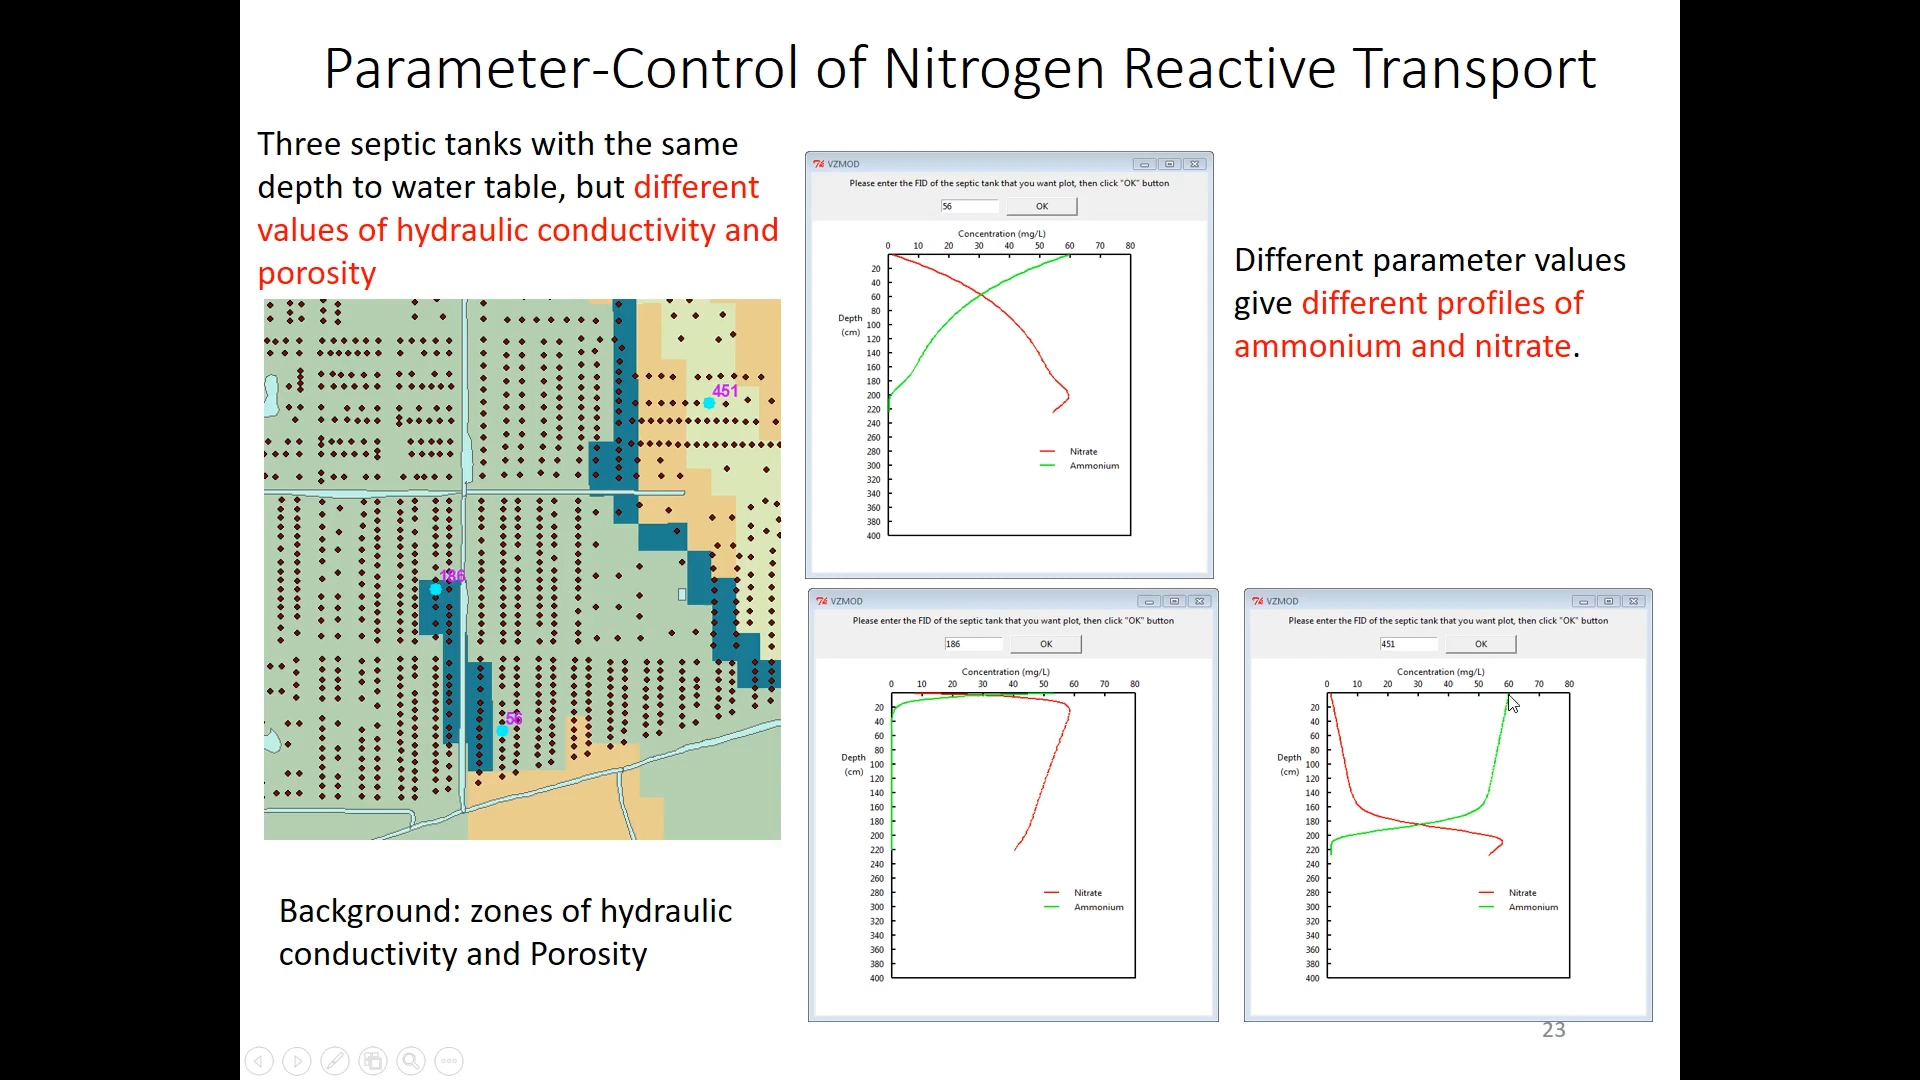 Parameter-Control of Nitrogen Reactive Transport
Three septic tanks with the same
depth to water table, but different
values of hydraulic conductivity and
porosity
451
186
56
Background: zones of hydraulic
conductivity and Porosity
VZMOD
Please enter the FID of the septic tank that you want plot, then click "OK" button
56 OK
Concentration (mg/L)
0 10 20 30 40 50 60 70 80
Depth
(cm)
20
40
60
80
100
120
140
160
180
200
220
240
260
280
300
320
340
360
380
400
Nitrate
Ammonium
Different parameter values
give different profiles of
ammonium and nitrate.
VZMOD
Please enter the FID of the septic tank that you want plot, then click "OK" button
186 OK
Concentration (mg/L)
0 10 20 30 40 50 60 70 80
Depth
(cm)
20
40
60
80
100
120
140
160
180
200
220
240
260
280
300
320
340
360
380
400
Nitrate
Ammonium
VZMOD
Please enter the FID of the septic tank that you want plot, then click "OK" button
451 OK
Concentration (mg/L)
0 10 20 30 40 50 60 70 80
Depth
(cm)
20
40
60
80
100
120
140
160
180
200
220
240
260
280
300
320
340
360
380
400
Nitrate
Ammonium
23